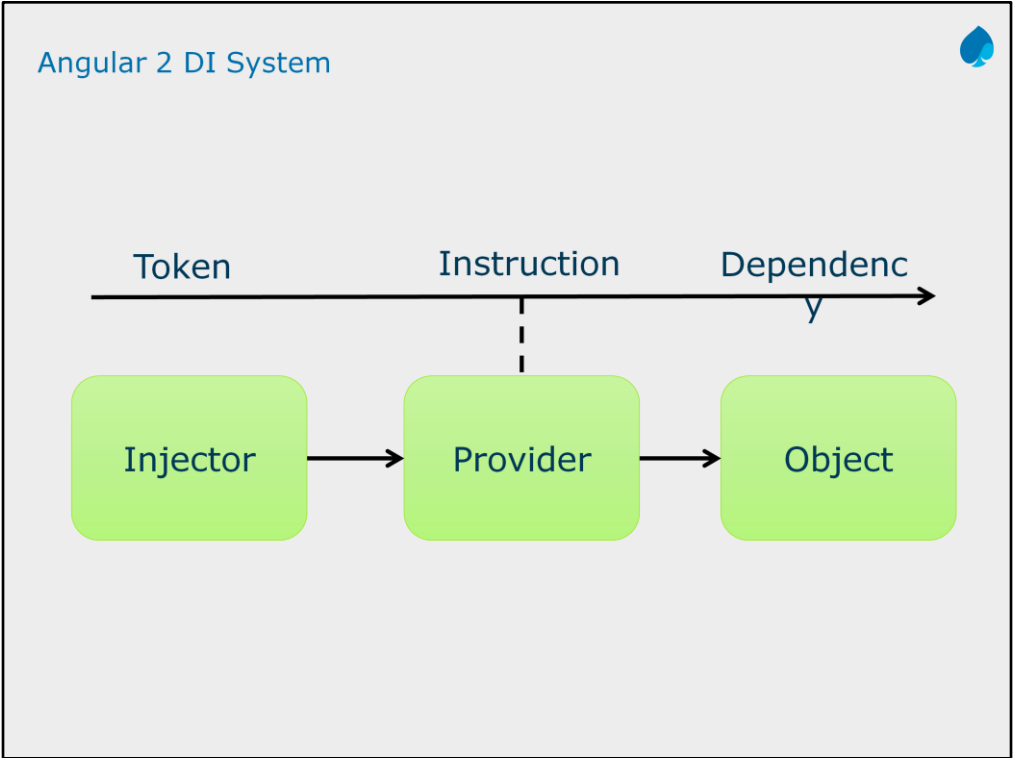 Angular 2 DI System
Token
Instruction
Dependenc
y
Injector
Provider
Object